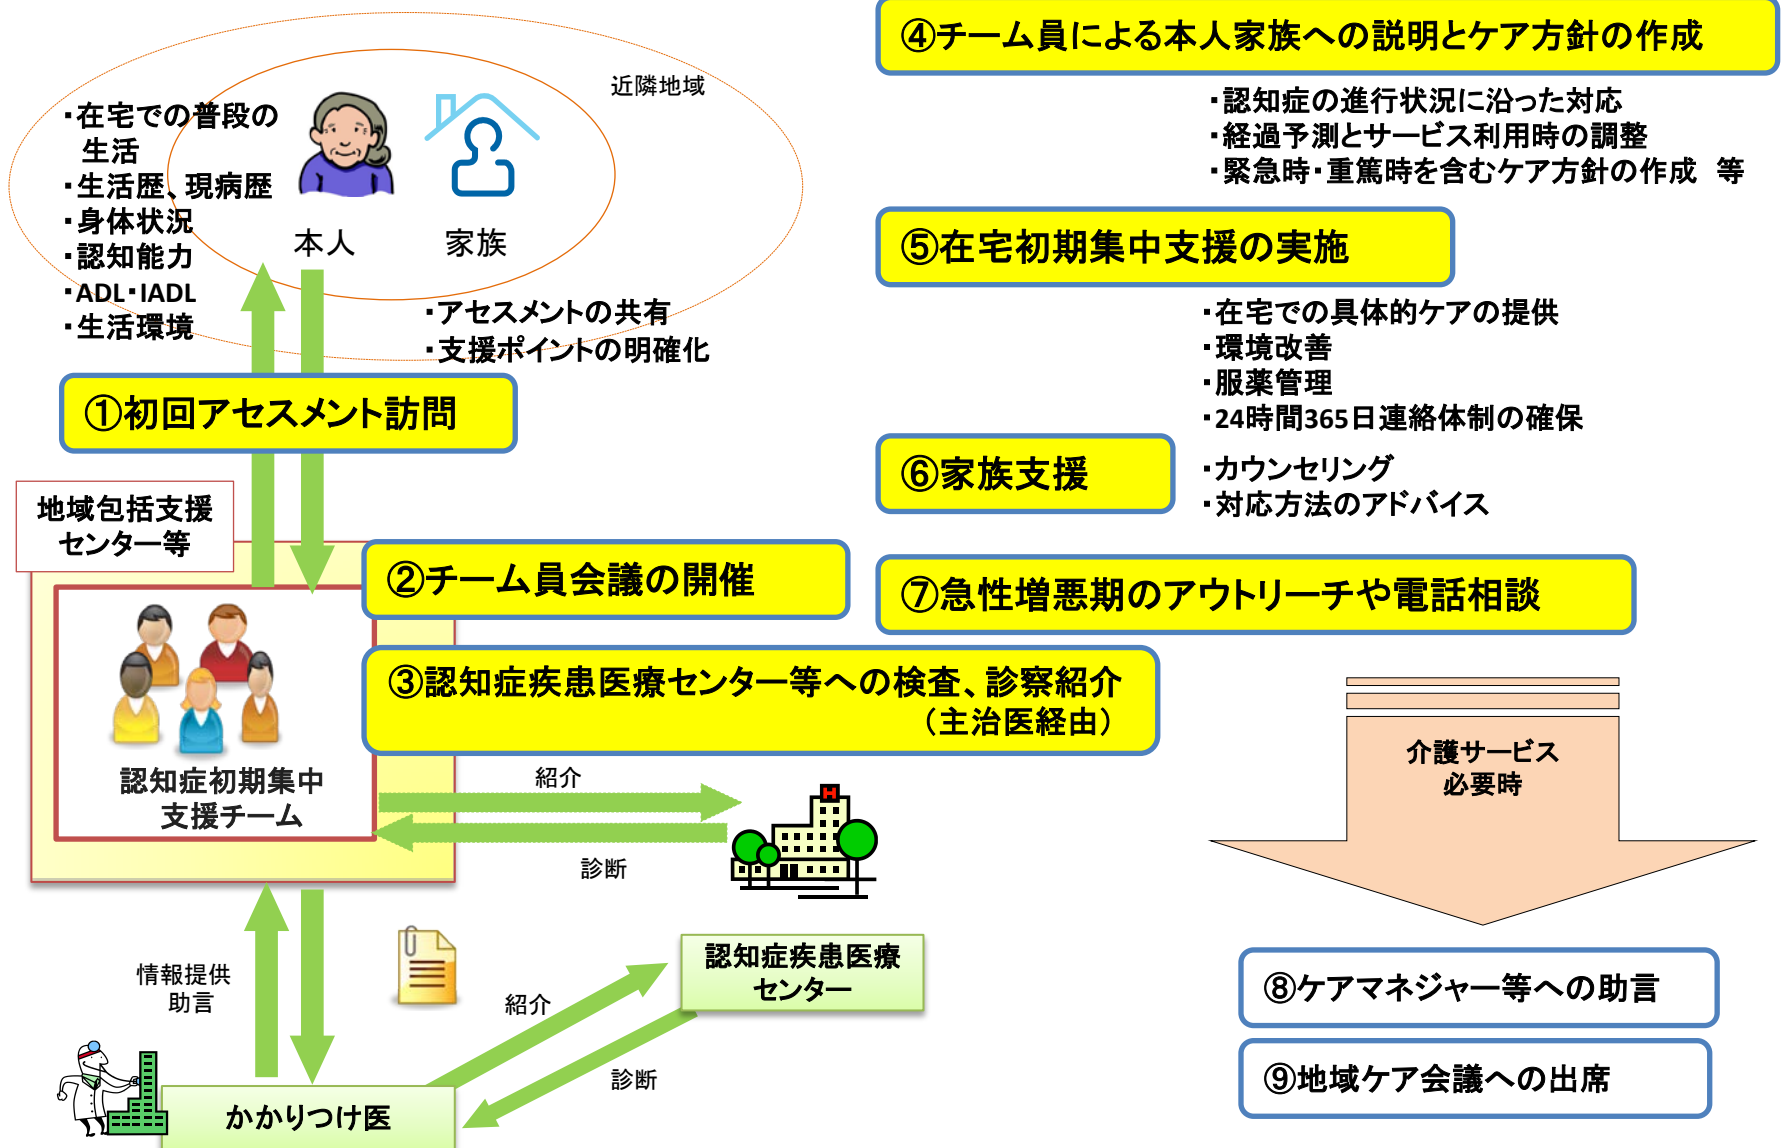 近隣地域
・在宅での普段の
生活
・生活歴、現病歴
・身体状況
・認知能力
・ADL・IADL
・生活環境
本人
家族
・アセスメントの共有
・支援ポイントの明確化
①初回アセスメント訪問
地域包括支援
センター等
②チーム員会議の開催
③認知症疾患医療センター等への検査、診察紹介
（主治医経由）
認知症初期集中
支援チーム
紹介
診断
H
情報提供
助言
紹介
認知症疾患医療
センター
診断
かかりつけ医
④チーム員による本人家族への説明とケア方針の作成
・認知症の進行状況に沿った対応
・経過予測とサービス利用時の調整
・緊急時・重篤時を含むケア方針の作成　等
⑤在宅初期集中支援の実施
・在宅での具体的ケアの提供
・環境改善
・服薬管理
・24時間365日連絡体制の確保
⑥家族支援
・カウンセリング
・対応方法のアドバイス
⑦急性増悪期のアウトリーチや電話相談
介護サービス
必要時
⑧ケアマネジャー等への助言
⑨地域ケア会議への出席